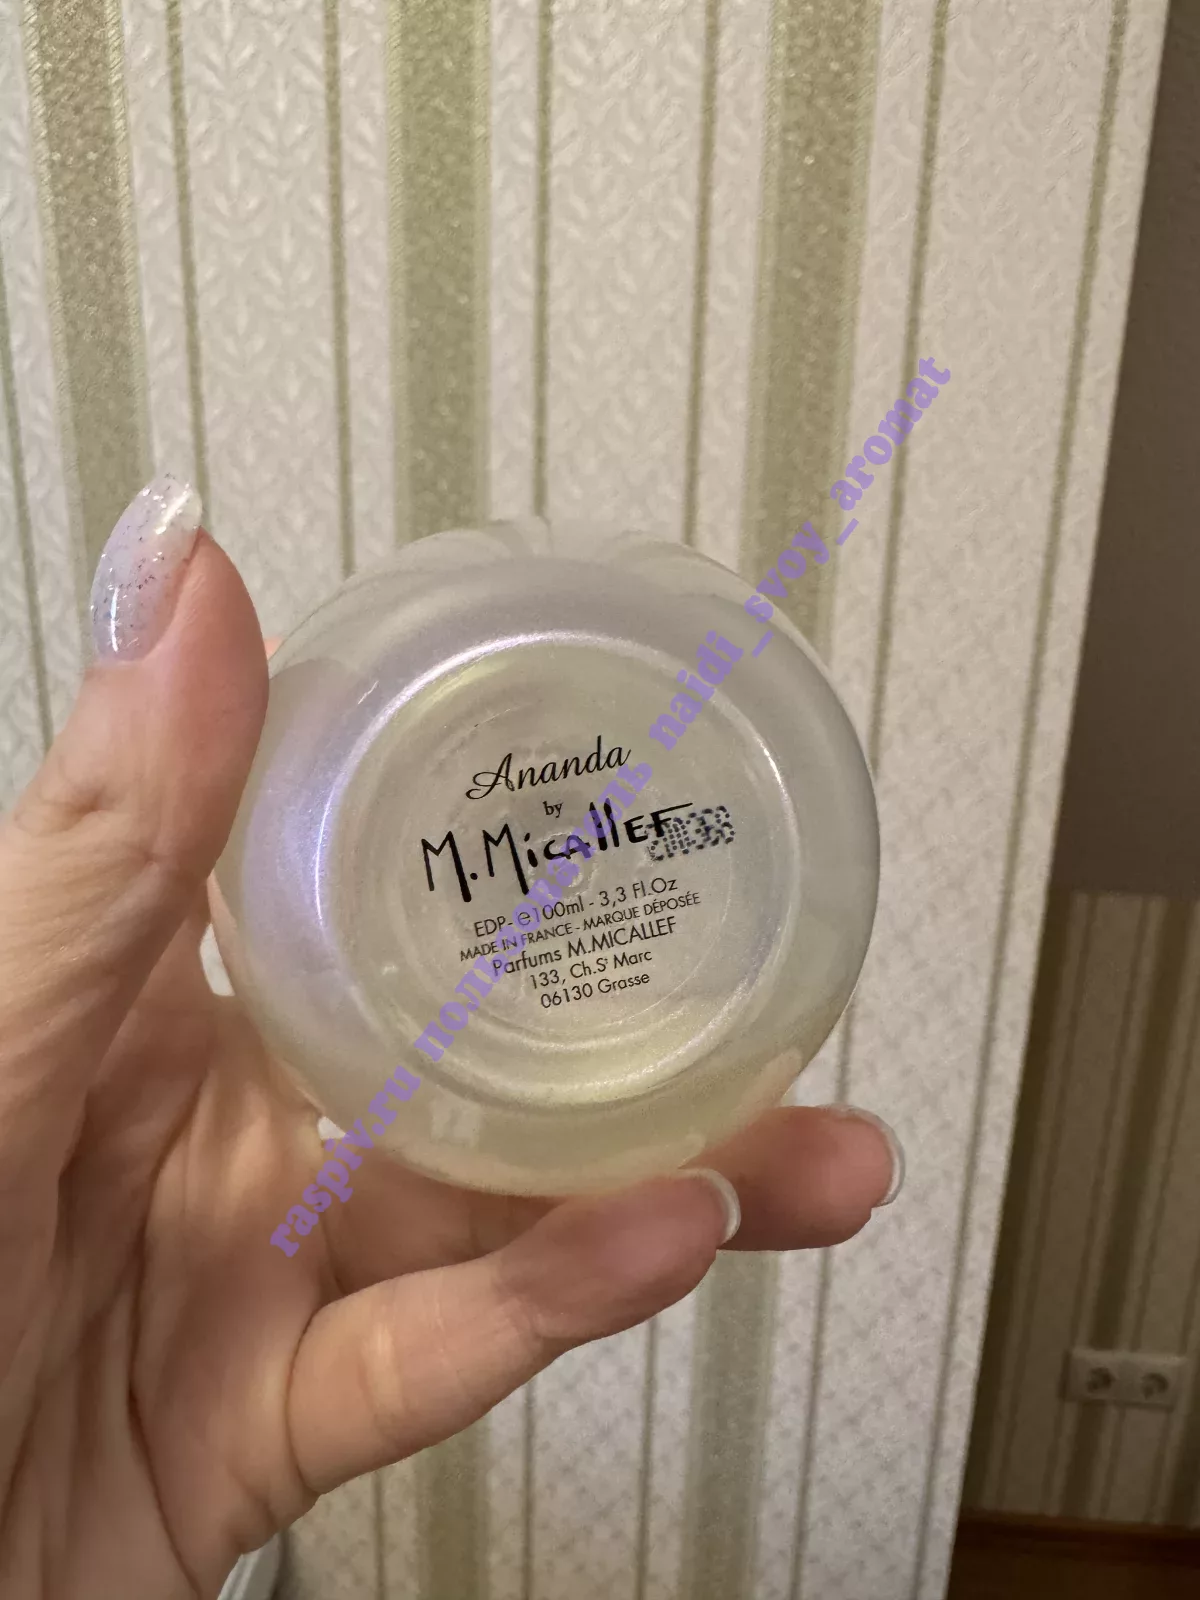 Ananda
by
M.MicallEF
EDP- ℮100ml - 3,3 Fl.Oz
MADE IN FRANCE - MARQUE DÉPOSÉE
Parfums M.MICALLEF
133, Ch.Sᵗ Marc
06130 Grasse
raspiv.ru пользователь naidi_svoy_aromat